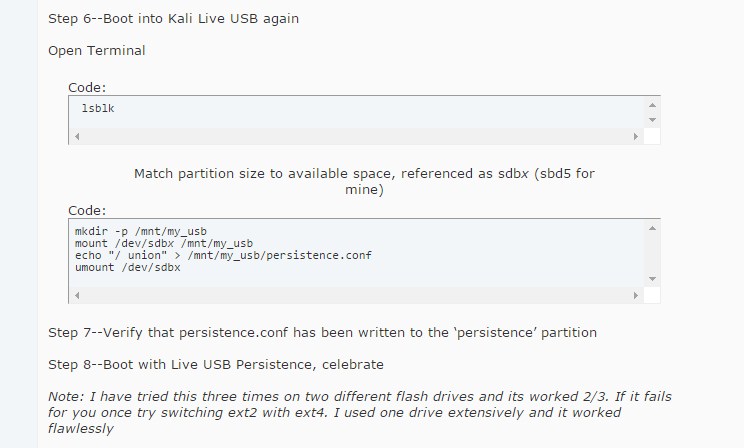 Step 6--Boot into Kali Live USB again
Open Terminal
Code:
lsblk
Match partition size to available space, referenced as sdbx (sbd5 for
mine)
Code:
mkdir -p /mnt/my_usb
mount /dev/sdbx /mnt/my_usb
echo "/ union" > /mnt/my_usb/persistence.conf
umount /dev/sdbx
Step 7--Verify that persistence.conf has been written to the ‘persistence’ partition
Step 8--Boot with Live USB Persistence, celebrate
Note: I have tried this three times on two different flash drives and its worked 2/3. If it fails
for you once try switching ext2 with ext4. I used one drive extensively and it worked
flawlessly